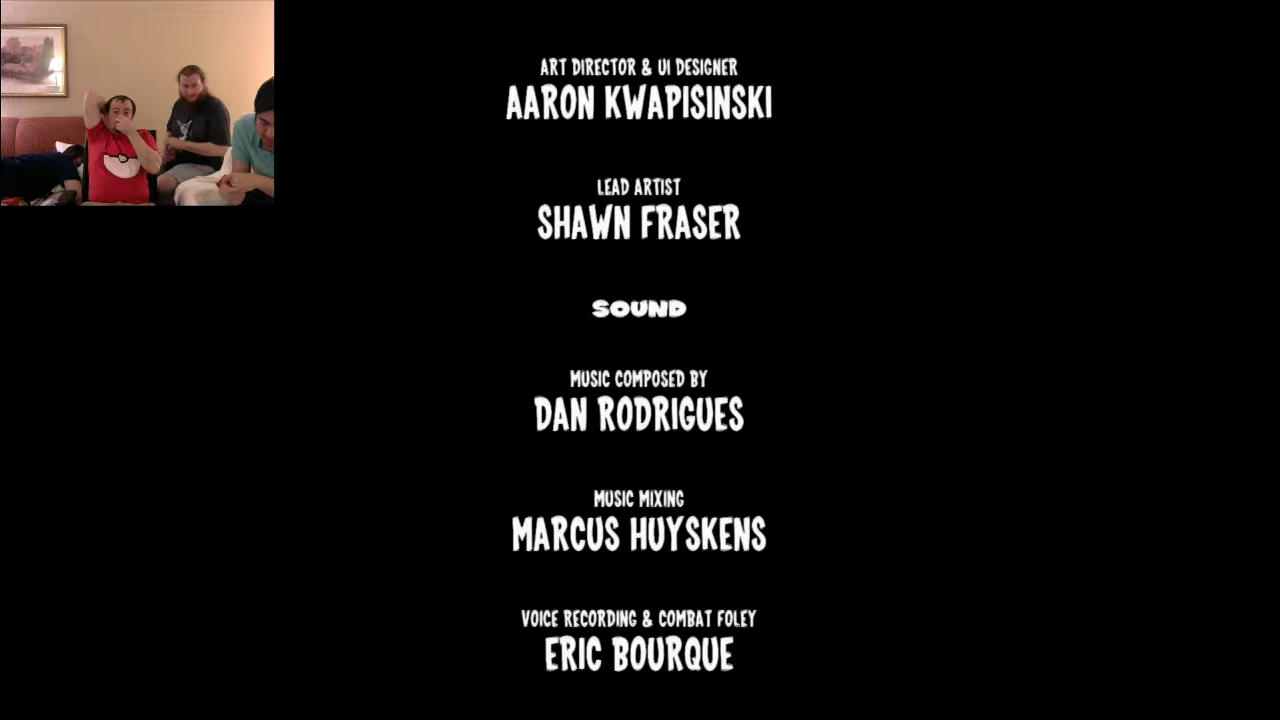 ART DIRECTOR & UI DESIGNER
AARON KWAPISINSKI
LEAD ARTIST
SHAWN FRASER
SOUND
MUSIC COMPOSED BY
DAN RODRIGUES
MUSIC MIXING
MARCUS HUYSKENS
VOICE RECORDING & COMBAT FOLEY
ERIC BOURQUE